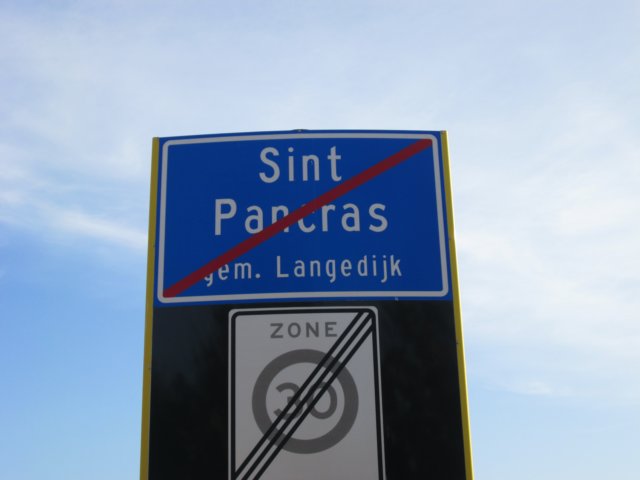 Sint
Pancras
gem. Langedijk
ZONE
30